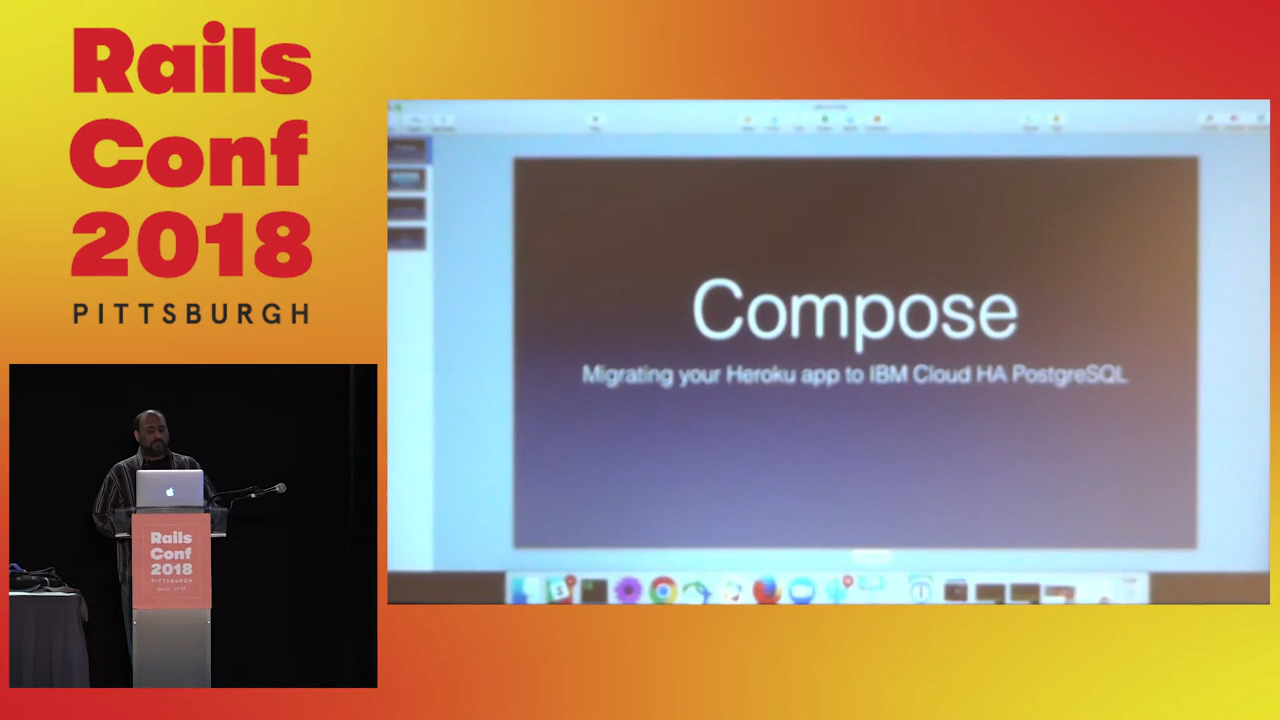 Rails
Conf
2018
PITTSBURGH
Compose
Migrating your Heroku app to IBM Cloud HA PostgreSQL
Rails
Conf
2018
PITTSBURGH